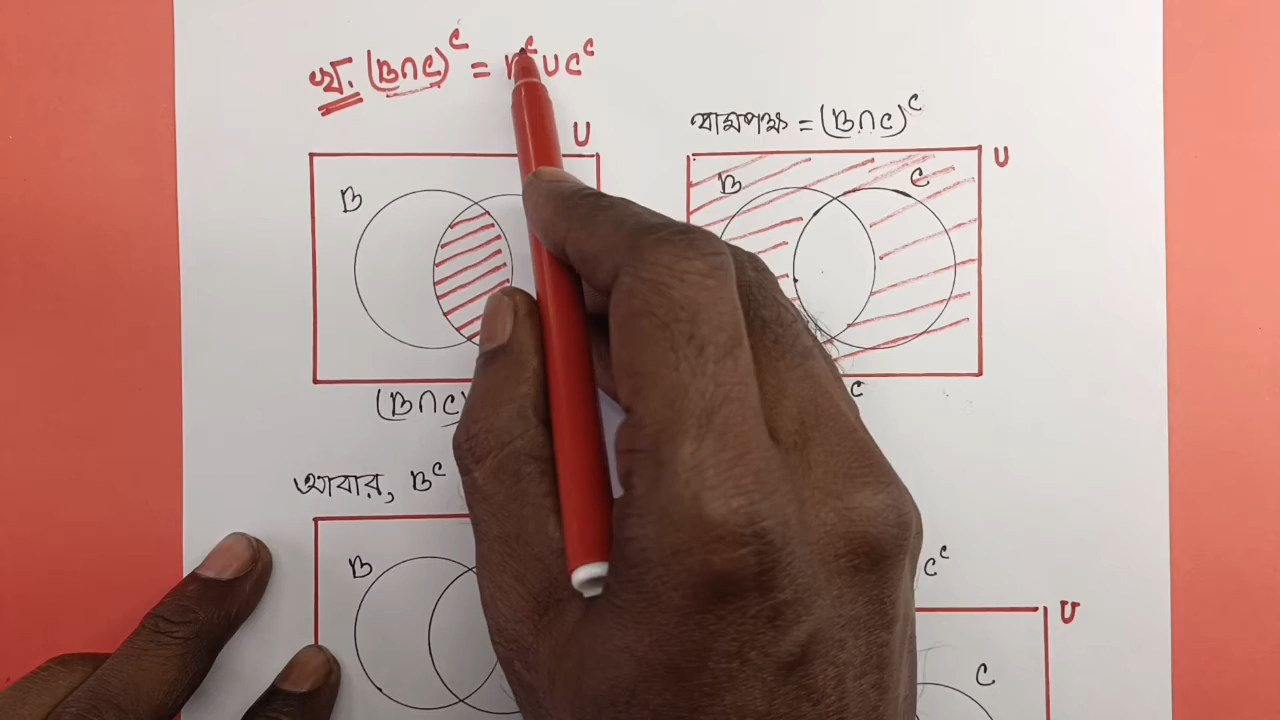 খ. (B∩C)ᶜ = Bᶜ∪Cᶜ
বামপক্ষ = (B∩C)ᶜ
U
U
B
B
C
(B∩C)
C
আবার, Bᶜ
Cᶜ
B
U
C